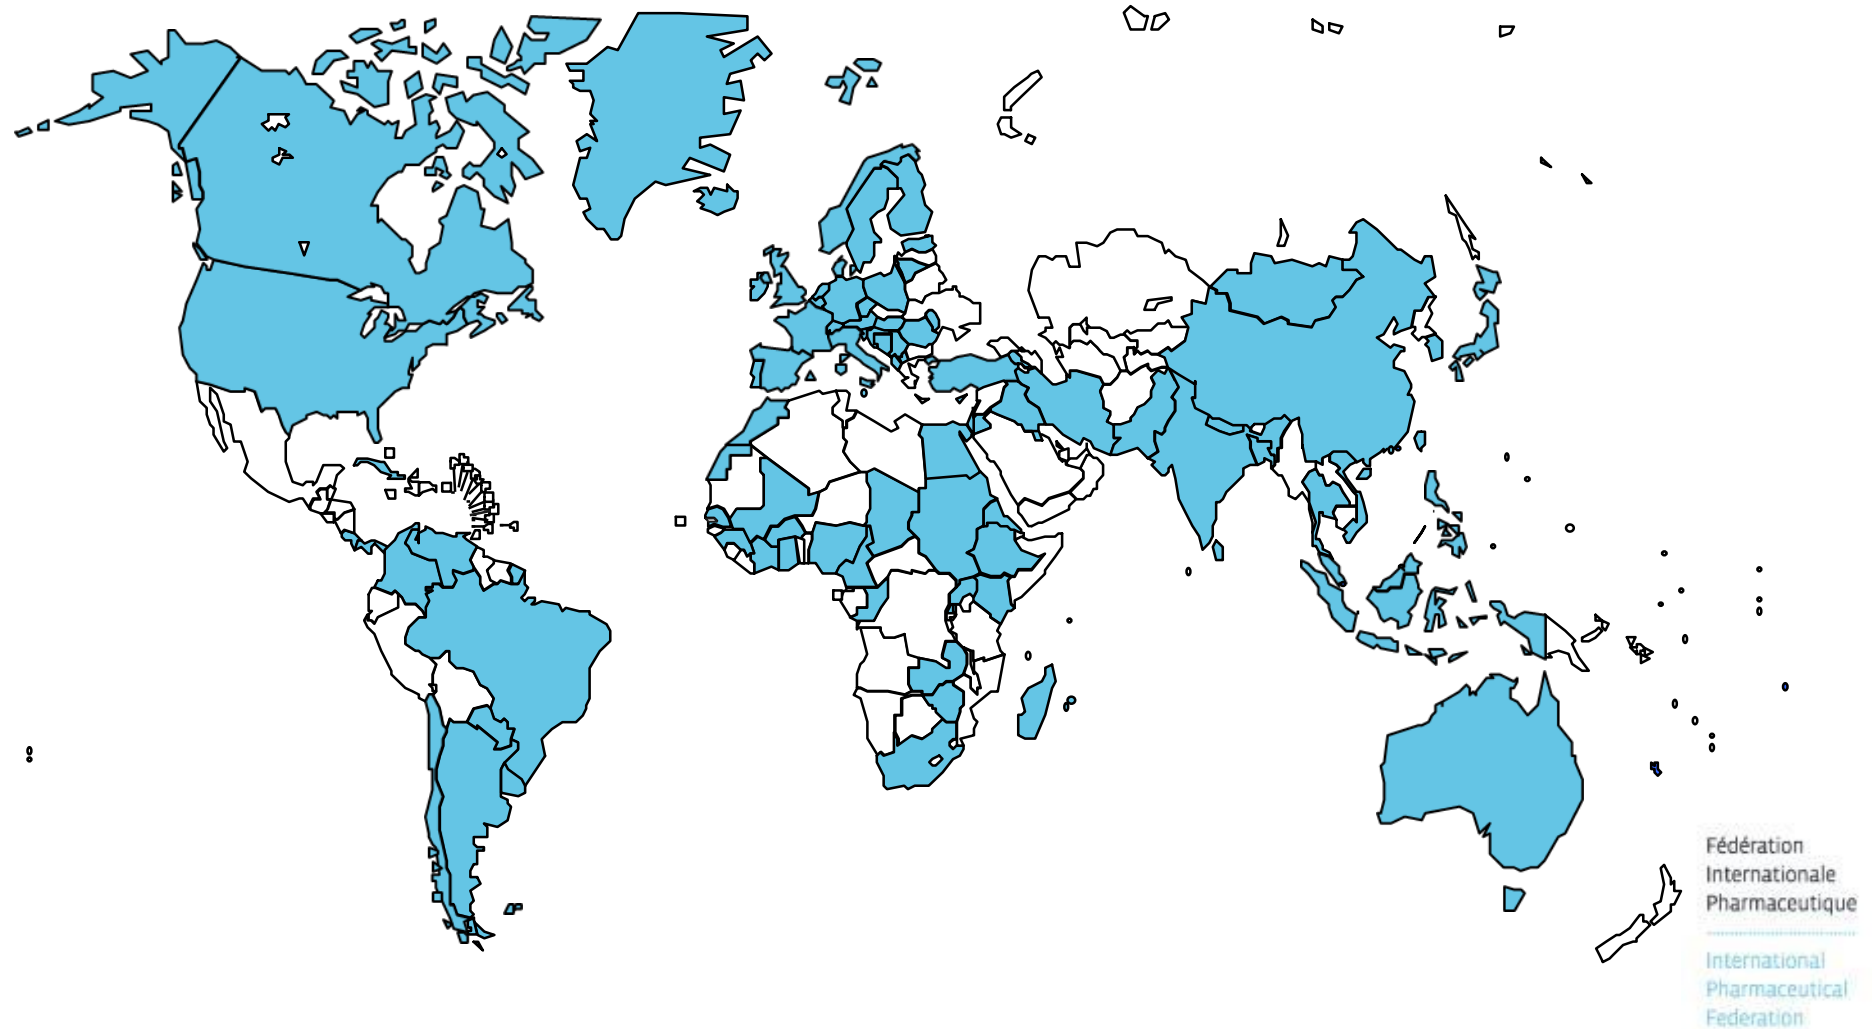 Fédération
Internationale
Pharmaceutique
International
Pharmaceutical
Federation